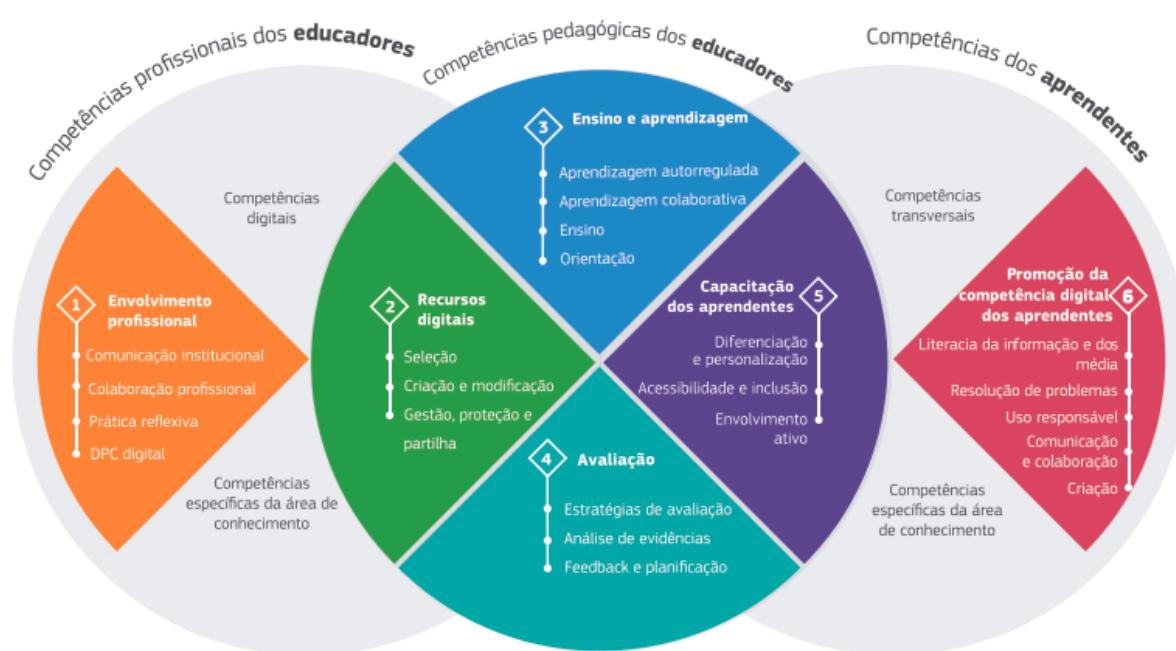 Competências profissionais dos educadores
Competências pedagógicas dos educadores
Competências dos aprendentes
Competências
digitais
Competências
específicas da área de
conhecimento
1
Envolvimento
profissional
Comunicação institucional
Colaboração profissional
Prática reflexiva
DPC digital
2
Recursos
digitais
Seleção
Criação e modificação
Gestão, proteção e
partilha
3
Ensino e aprendizagem
Aprendizagem autorregulada
Aprendizagem colaborativa
Ensino
Orientação
4
Avaliação
Estratégias de avaliação
Análise de evidências
Feedback e planificação
Capacitação
dos aprendentes
5
Diferenciação
e personalização
Acessibilidade e inclusão
Envolvimento
ativo
Competências
transversais
Competências
específicas da área
de conhecimento
Promoção da
competência digital
dos aprendentes
6
Literacia da informação e dos
média
Resolução de problemas
Uso responsável
Comunicação
e colaboração
Criação